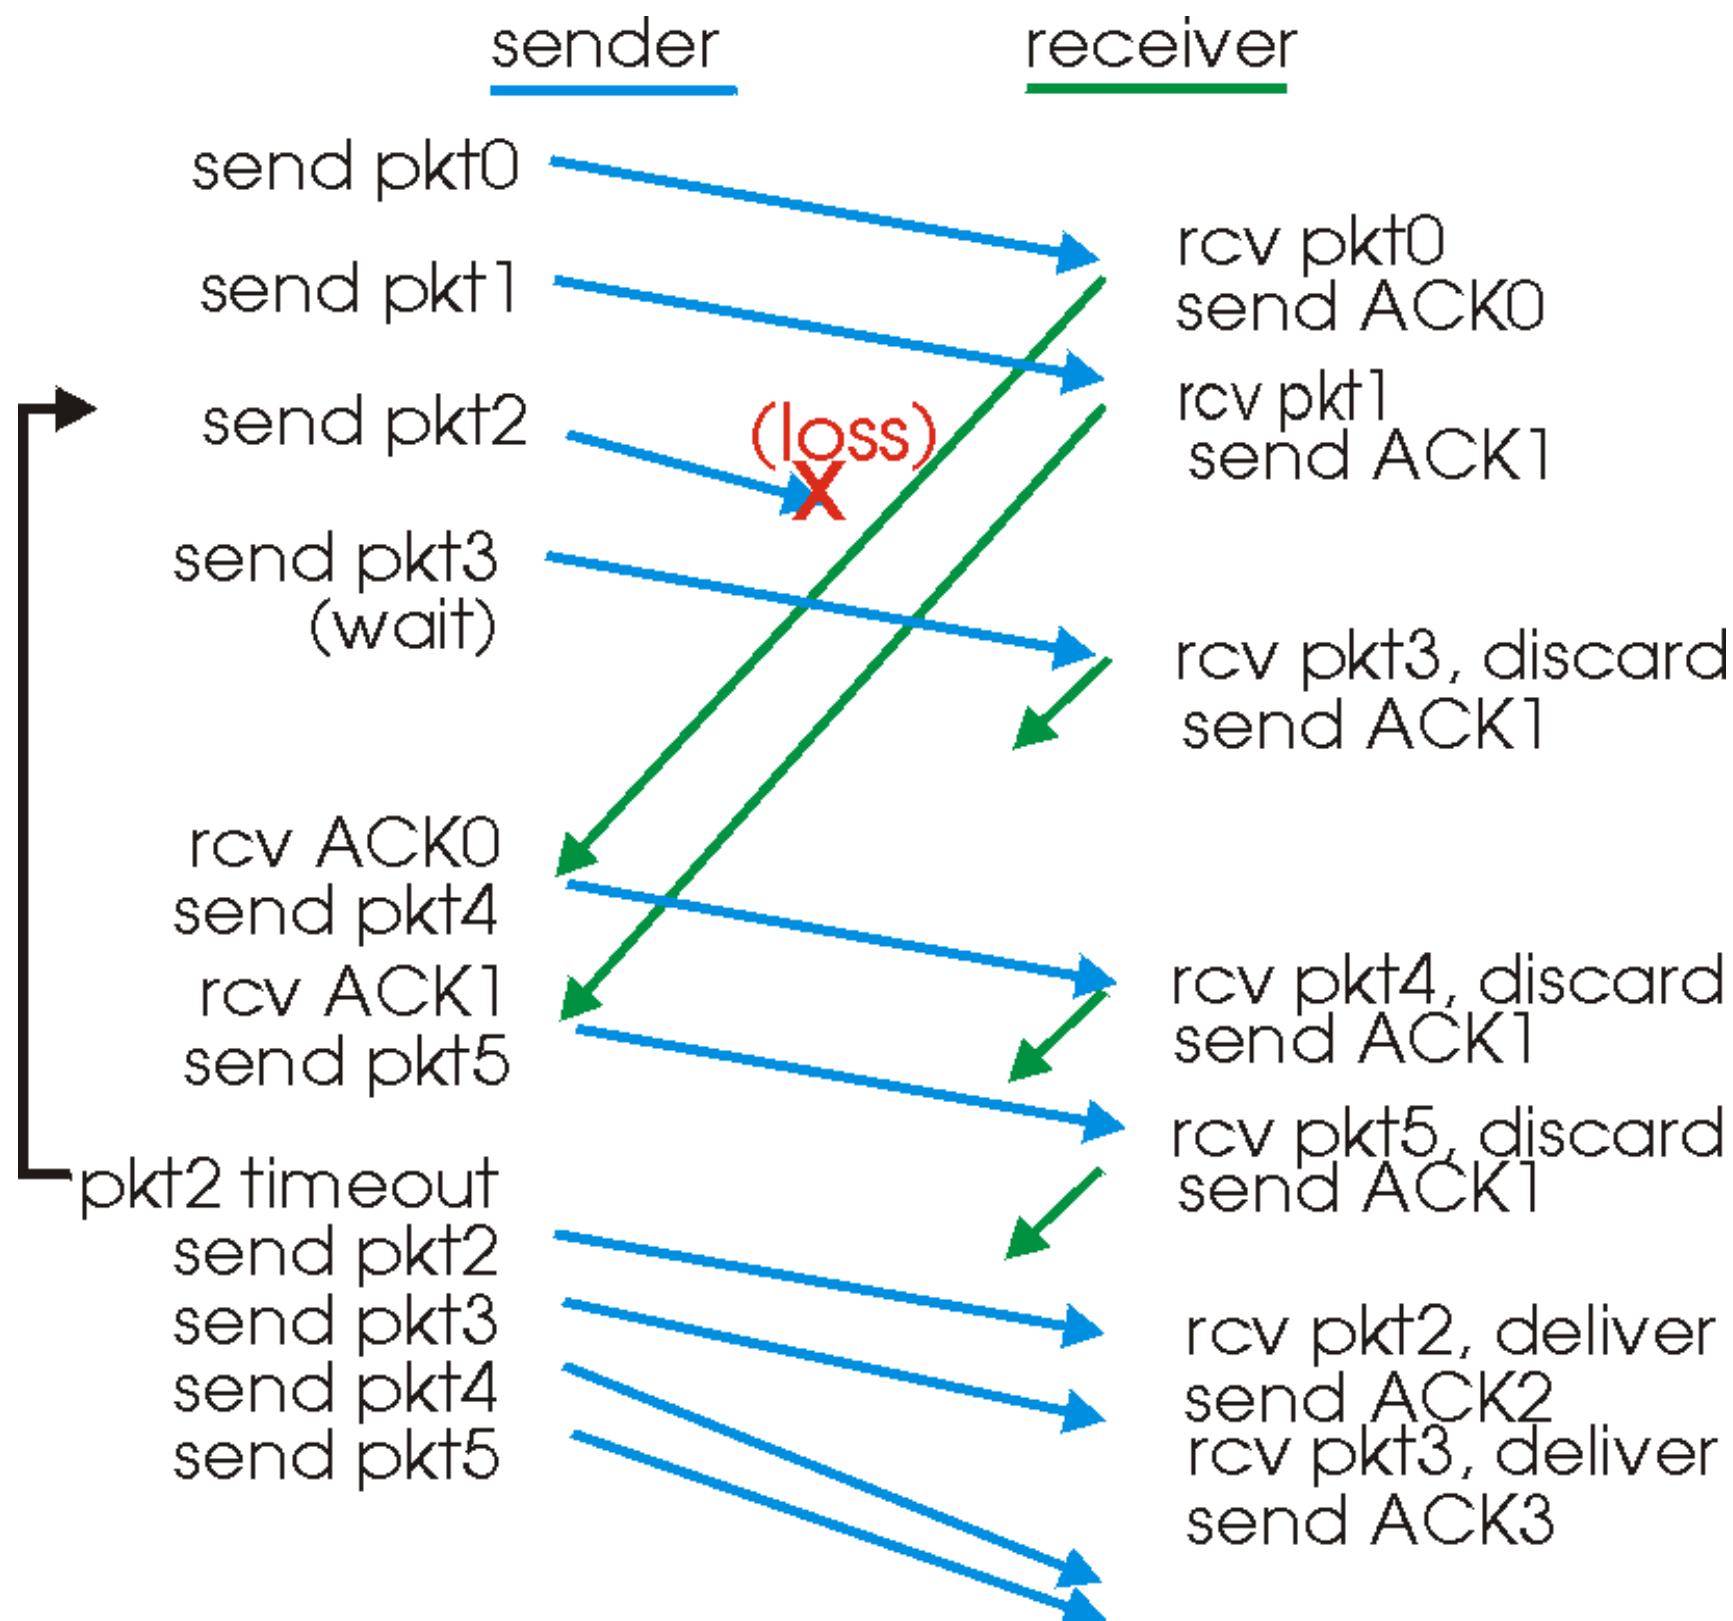 sender
receiver
send pkt0
send pkt1
send pkt2
send pkt3
(wait)
rcv ACK0
send pkt4
rcv ACK1
send pkt5
pkt2 timeout
send pkt2
send pkt3
send pkt4
send pkt5
(loss)
X
rcv pkt0
send ACK0
rcv pkt1
send ACK1
rcv pkt3, discard
send ACK1
rcv pkt4, discard
send ACK1
rcv pkt5, discard
send ACK1
rcv pkt2, deliver
send ACK2
rcv pkt3, deliver
send ACK3